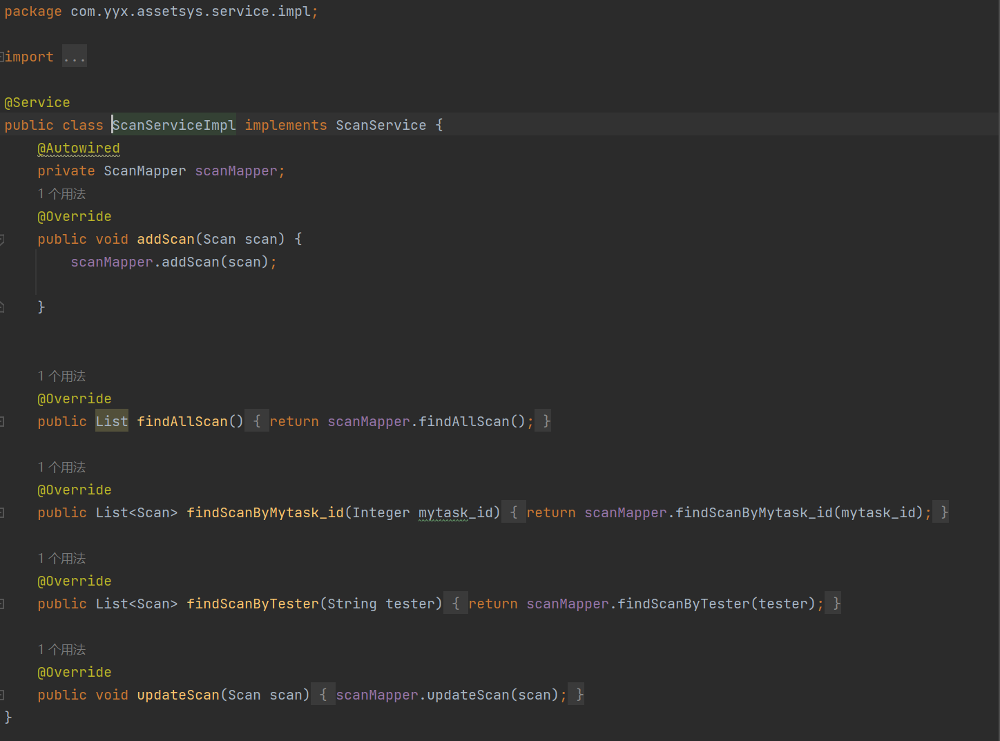 package com.yyx.assetsys.service.impl;
import ...
@Service
public class ScanServiceImpl implements ScanService {
@Autowired
private ScanMapper scanMapper;
1 个用法
@Override
public void addScan(Scan scan) {
scanMapper.addScan(scan);
}
1 个用法
@Override
public List findAllScan() { return scanMapper.findAllScan(); }
1 个用法
@Override
public List<Scan> findScanByMytask_id(Integer mytask_id) { return scanMapper.findScanByMytask_id(mytask_id); }
1 个用法
@Override
public List<Scan> findScanByTester(String tester) { return scanMapper.findScanByTester(tester); }
1 个用法
@Override
public void updateScan(Scan scan) { scanMapper.updateScan(scan); }
}